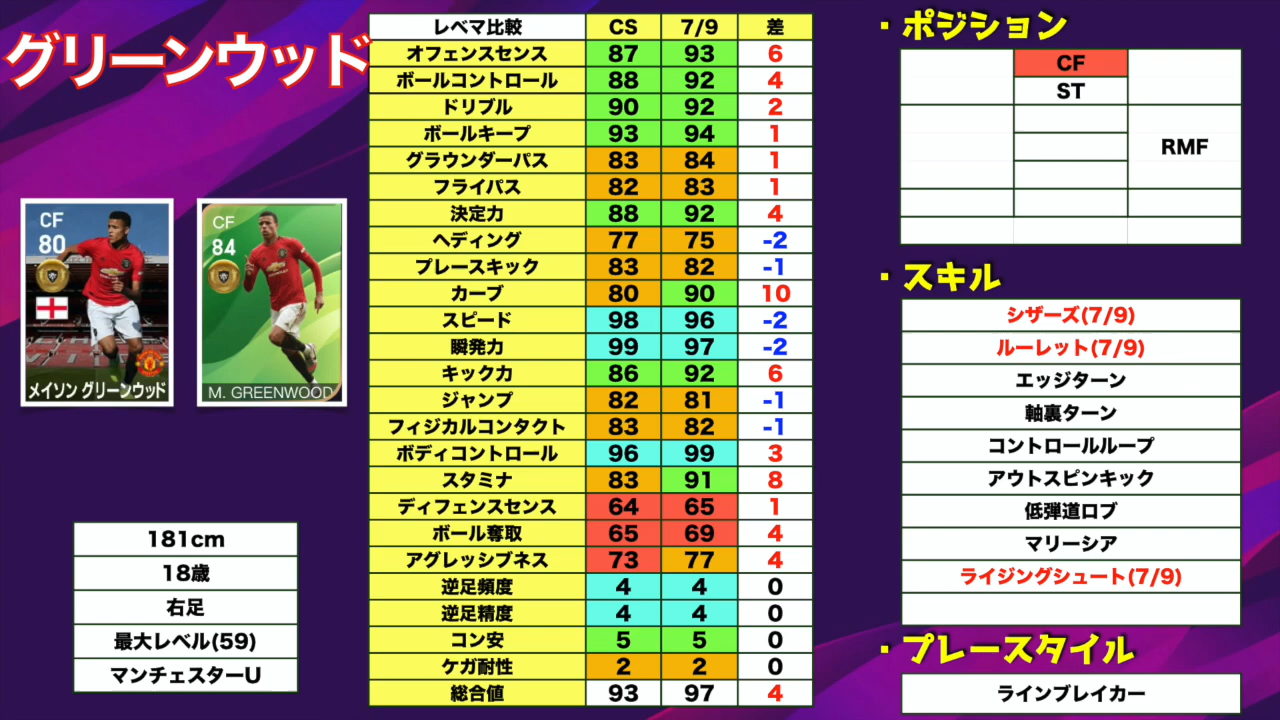 グリーンウッド
CF
80
メイソン グリーンウッド
CF
84
M. GREENWOOD
181cm
18歳
右足
最大レベル(59)
マンチェスターU
レベマ比較 CS 7/9 差
オフェンスセンス 87 93 6
ボールコントロール 88 92 4
ドリブル 90 92 2
ボールキープ 93 94 1
グラウンダーパス 83 84 1
フライパス 82 83 1
決定力 88 92 4
ヘディング 77 75 -2
プレースキック 83 82 -1
カーブ 80 90 10
スピード 98 96 -2
瞬発力 99 97 -2
キック力 86 92 6
ジャンプ 82 81 -1
フィジカルコンタクト 83 82 -1
ボディコントロール 96 99 3
スタミナ 83 91 8
ディフェンスセンス 64 65 1
ボール奪取 65 69 4
アグレッシブネス 73 77 4
逆足頻度 4 4 0
逆足精度 4 4 0
コン安 5 5 0
ケガ耐性 2 2 0
総合値 93 97 4
・ポジション
CF
ST
RMF
・スキル
シザーズ(7/9)
ルーレット(7/9)
エッジターン
軸裏ターン
コントロールループ
アウトスピンキック
低弾道ロブ
マリーシア
ライジングシュート(7/9)
・プレースタイル
ラインブレイカー